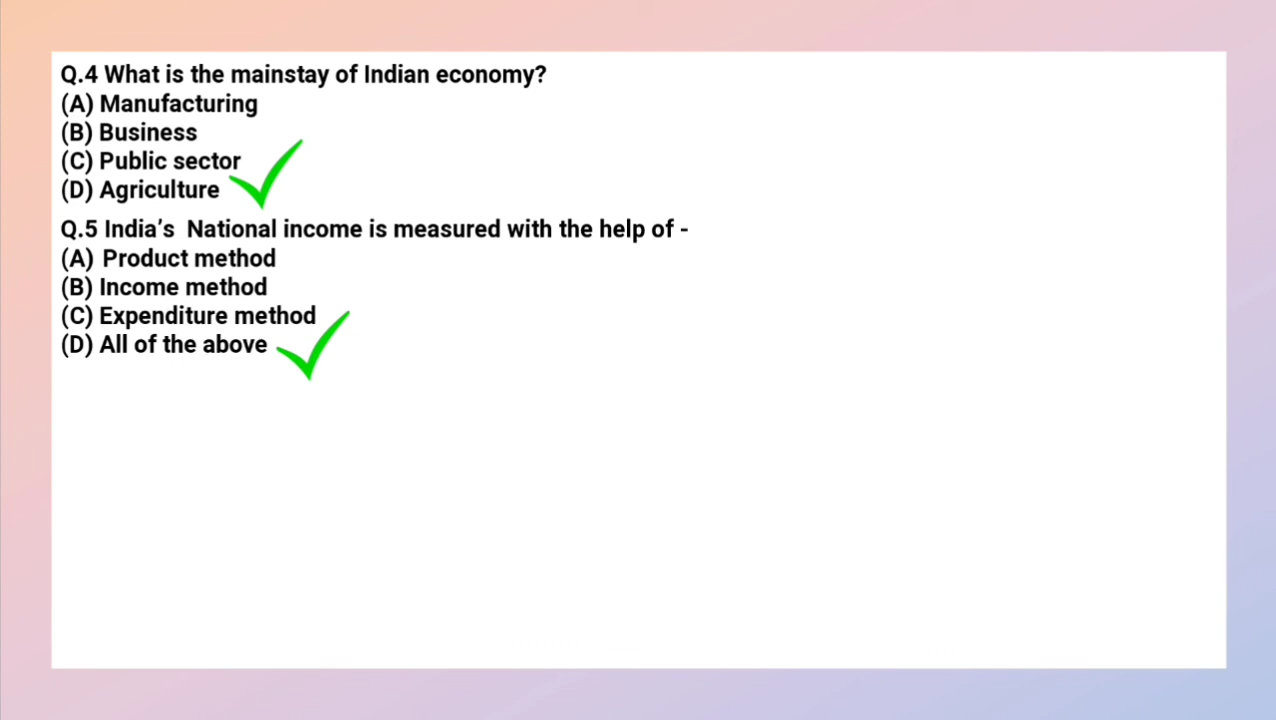 Q.4 What is the mainstay of Indian economy?
(A) Manufacturing
(B) Business
(C) Public sector
(D) Agriculture
Q.5 India’s  National income is measured with the help of -
(A) Product method
(B) Income method
(C) Expenditure method
(D) All of the above